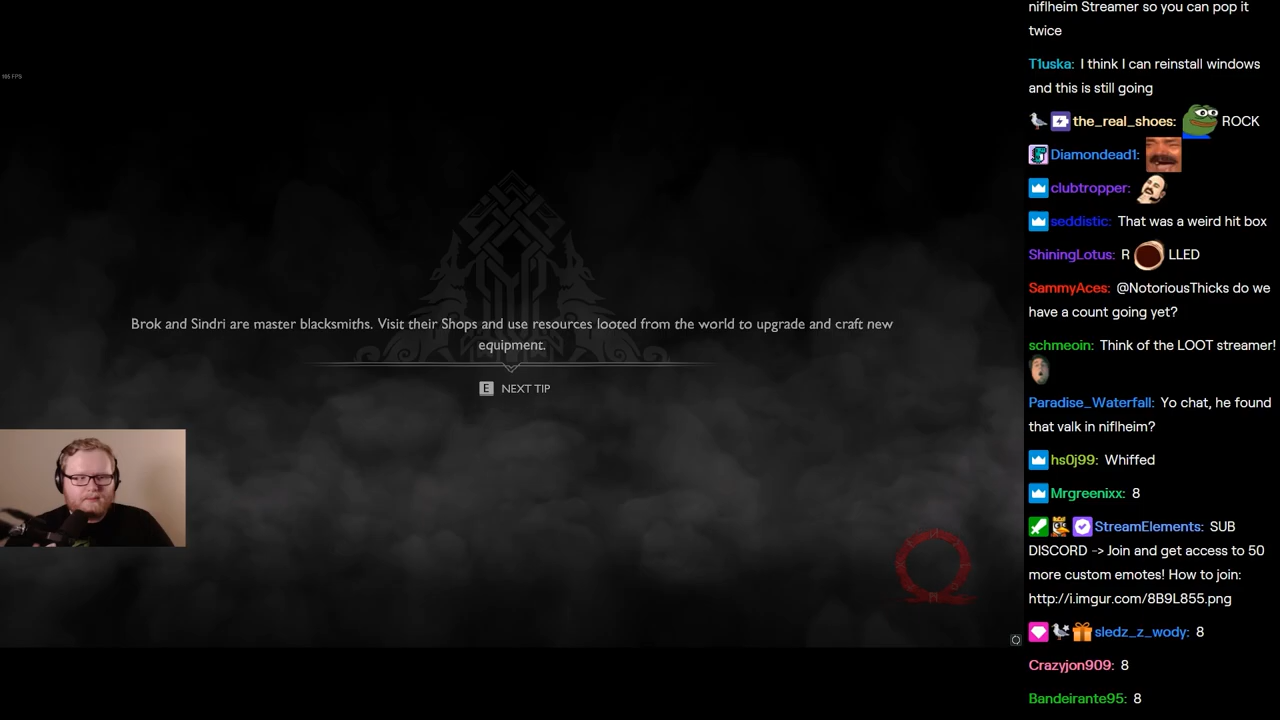 niflheim Streamer so you can pop it
twice
T1uska: I think I can reinstall windows
and this is still going
the_real_shoes: ROCK
Diamondead1:
clubtropper:
seddistic: That was a weird hit box
ShiningLotus: R LLED
SammyAces: @NotoriousThicks do we
have a count going yet?
schmeoin: Think of the LOOT streamer!
Paradise_Waterfall: Yo chat, he found
that valk in niflheim?
hs0j99: Whiffed
Mrgreenixx: 8
StreamElements: SUB
DISCORD -> Join and get access to 50
more custom emotes! How to join:
http://i.imgur.com/8B9L855.png
sledz_z_wody: 8
Crazyjon909: 8
Bandeirante95: 8
Brok and Sindri are master blacksmiths. Visit their Shops and use resources looted from the world to upgrade and craft new
equipment.
E NEXT TIP